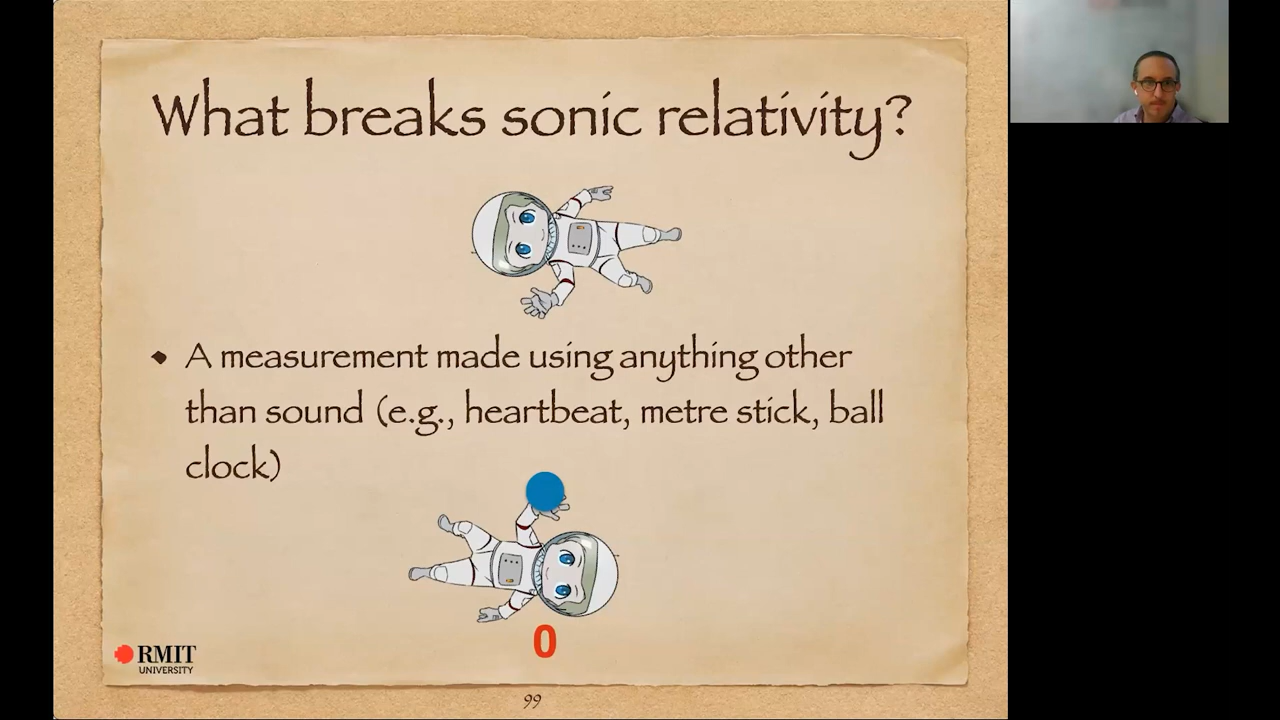 What breaks sonic relativity?
A measurement made using anything other
than sound (e.g., heartbeat, metre stick, ball
clock)
0
RMIT
UNIVERSITY
99